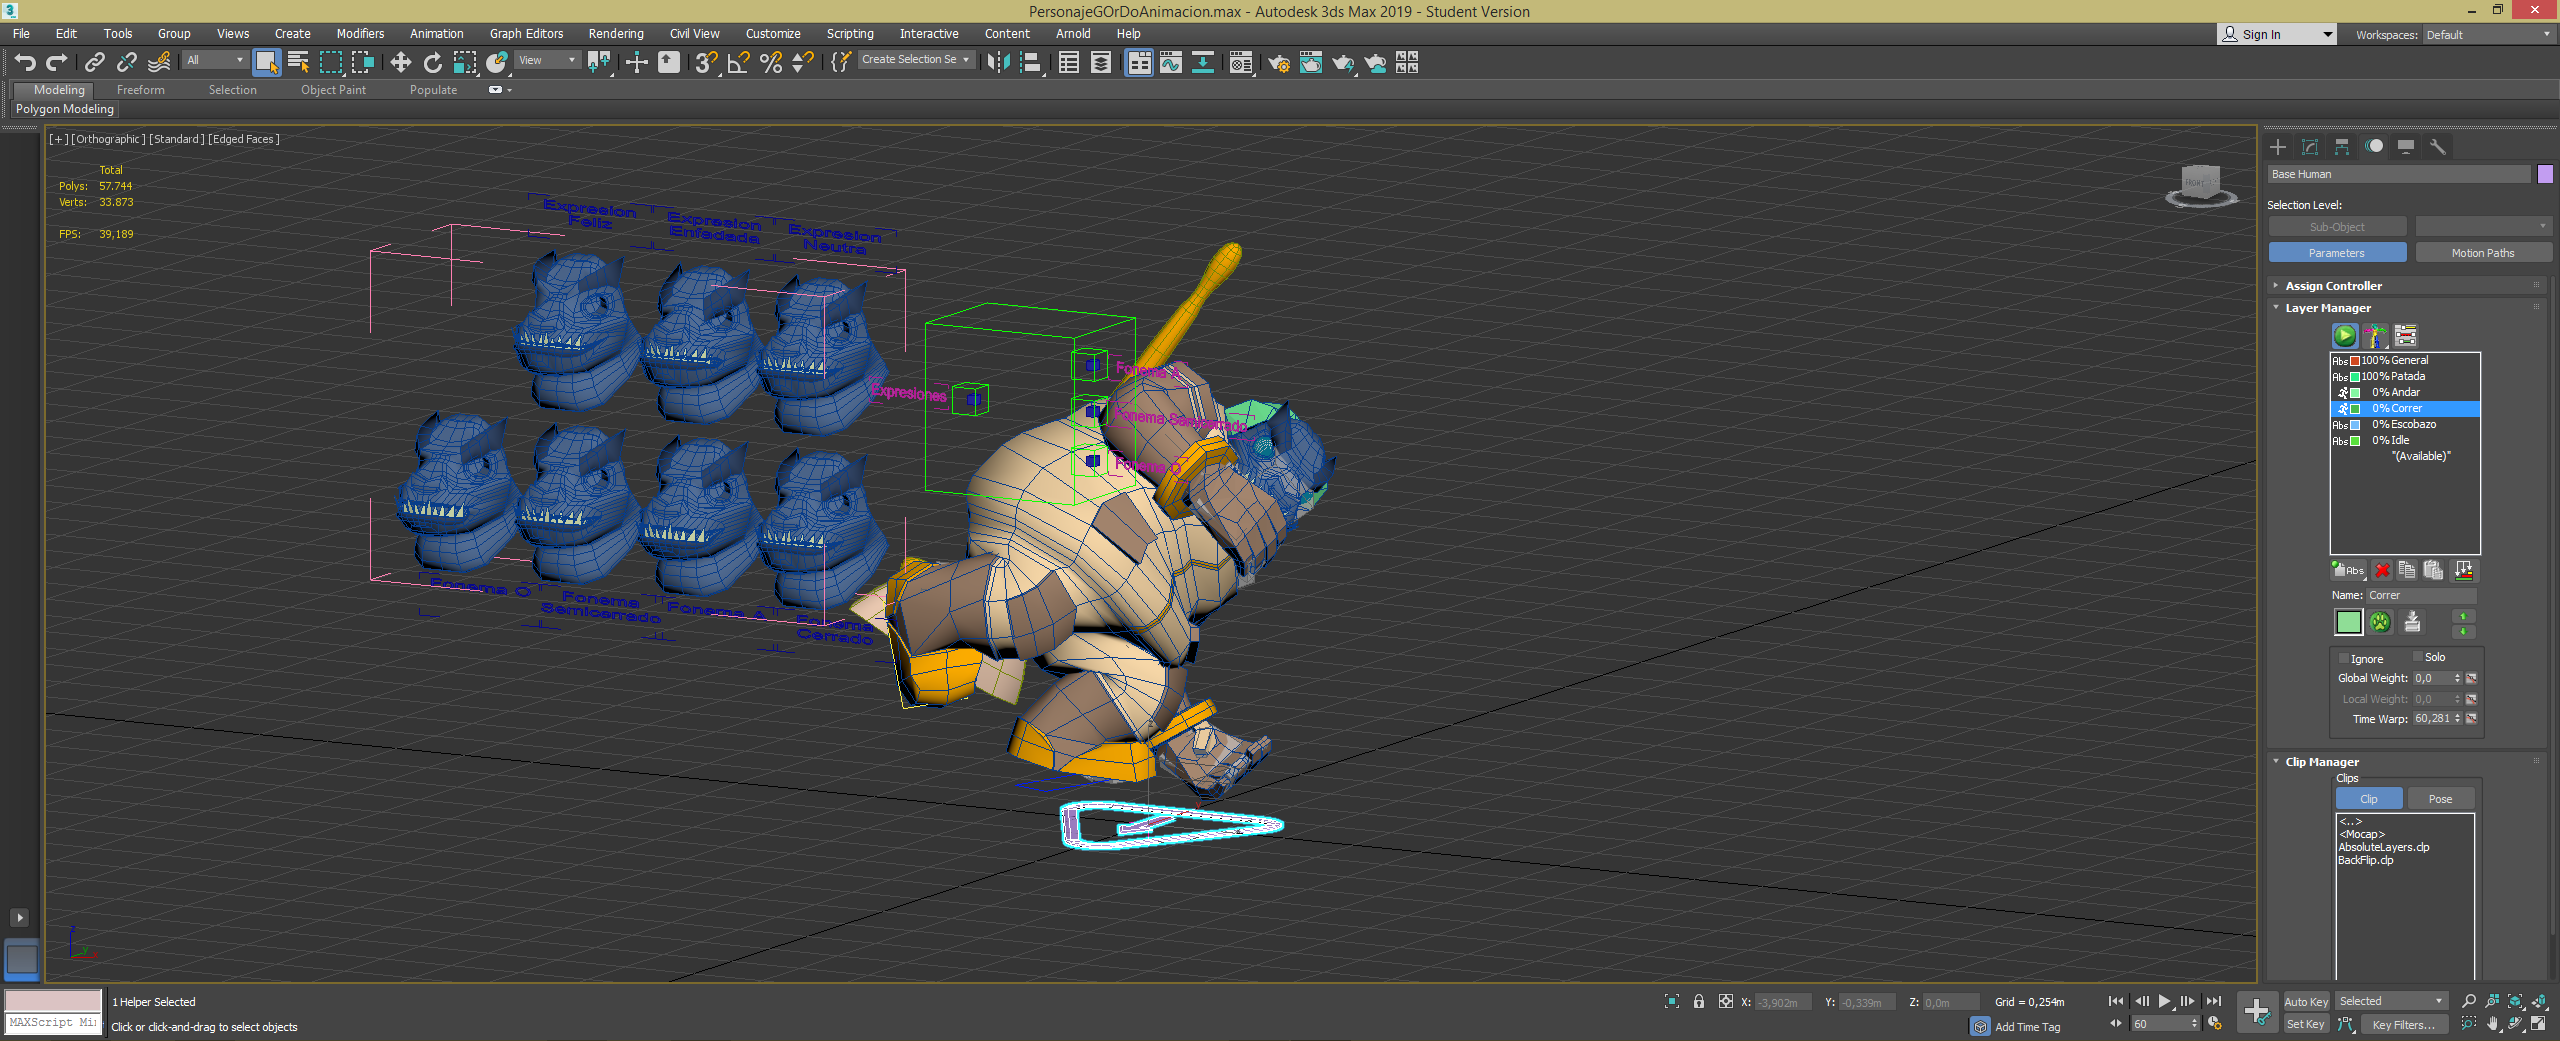 PersonajeGOrDoAnimacion.max - Autodesk 3ds Max 2019 - Student Version
File Edit Tools Group Views Create Modifiers Animation Graph Editors Rendering Civil View Customize Scripting Interactive Content Arnold Help
Sign In Workspaces: Default
All View Create Selection Se
Modeling Freeform Selection Object Paint Populate
Polygon Modeling
[+] [Orthographic] [Standard] [Edged Faces]
Total
Polys: 57.744
Verts: 33.873
FPS: 39,189
Expresion Feliz
Expresion Enfadada
Expresion Neutra
Expresiones
Fonema A
Fonema Semicerrado
Fonema O
Fonema O
Fonema Semicerrado
Fonema A
Fonema Cerrado
FRONT
Base Human
Selection Level:
Sub-Object
Parameters Motion Paths
Assign Controller
Layer Manager
Abs 100% General
Abs 100% Patada
0% Andar
0% Correr
Abs 0% Escobazo
Abs 0% Idle
"(Available)"
Abs
Name: Correr
Ignore Solo
Global Weight: 0,0
Local Weight: 0,0
Time Warp: 60,281
Clip Manager
Clips
Clip Pose
<..>
<Mocap>
AbsoluteLayers.clp
BackFlip.clp
1 Helper Selected
X: -3,902m Y: -0,339m Z: 0,0m Grid = 0,254m
Auto Key Selected
MAXScript Mi
Click or click-and-drag to select objects
Add Time Tag
60
Set Key Key Filters...